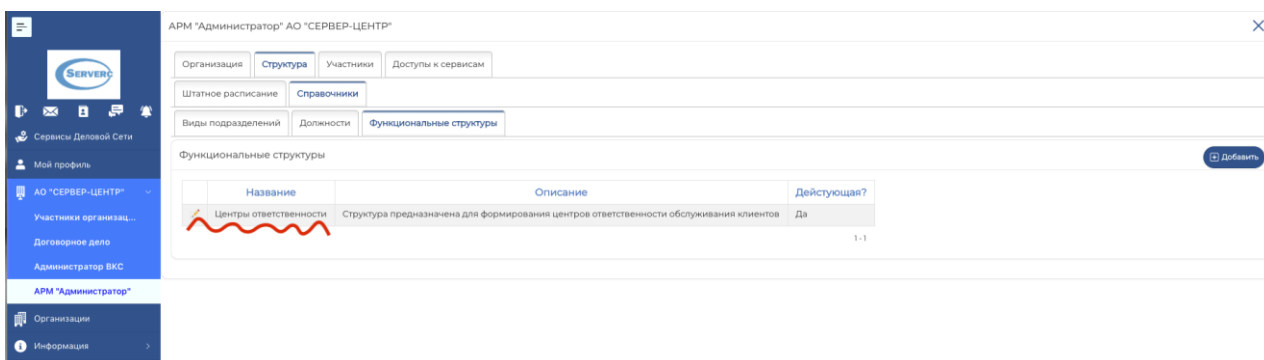 АРМ "Администратор" АО "СЕРВЕР-ЦЕНТР"
SERVERC
Сервисы Деловой Сети
Мой профиль
АО "СЕРВЕР-ЦЕНТР"
Участники организац...
Договорное дело
Администратор ВКС
АРМ "Администратор"
Организации
Информация
Организация Структура Участники Доступы к сервисам
Штатное расписание Справочники
Виды подразделений Должности Функциональные структуры
Функциональные структуры Добавить
Название Описание Дейстующая?
Центры ответственности Структура предназначена для формирования центров ответственности обслуживания клиентов Да
1-1